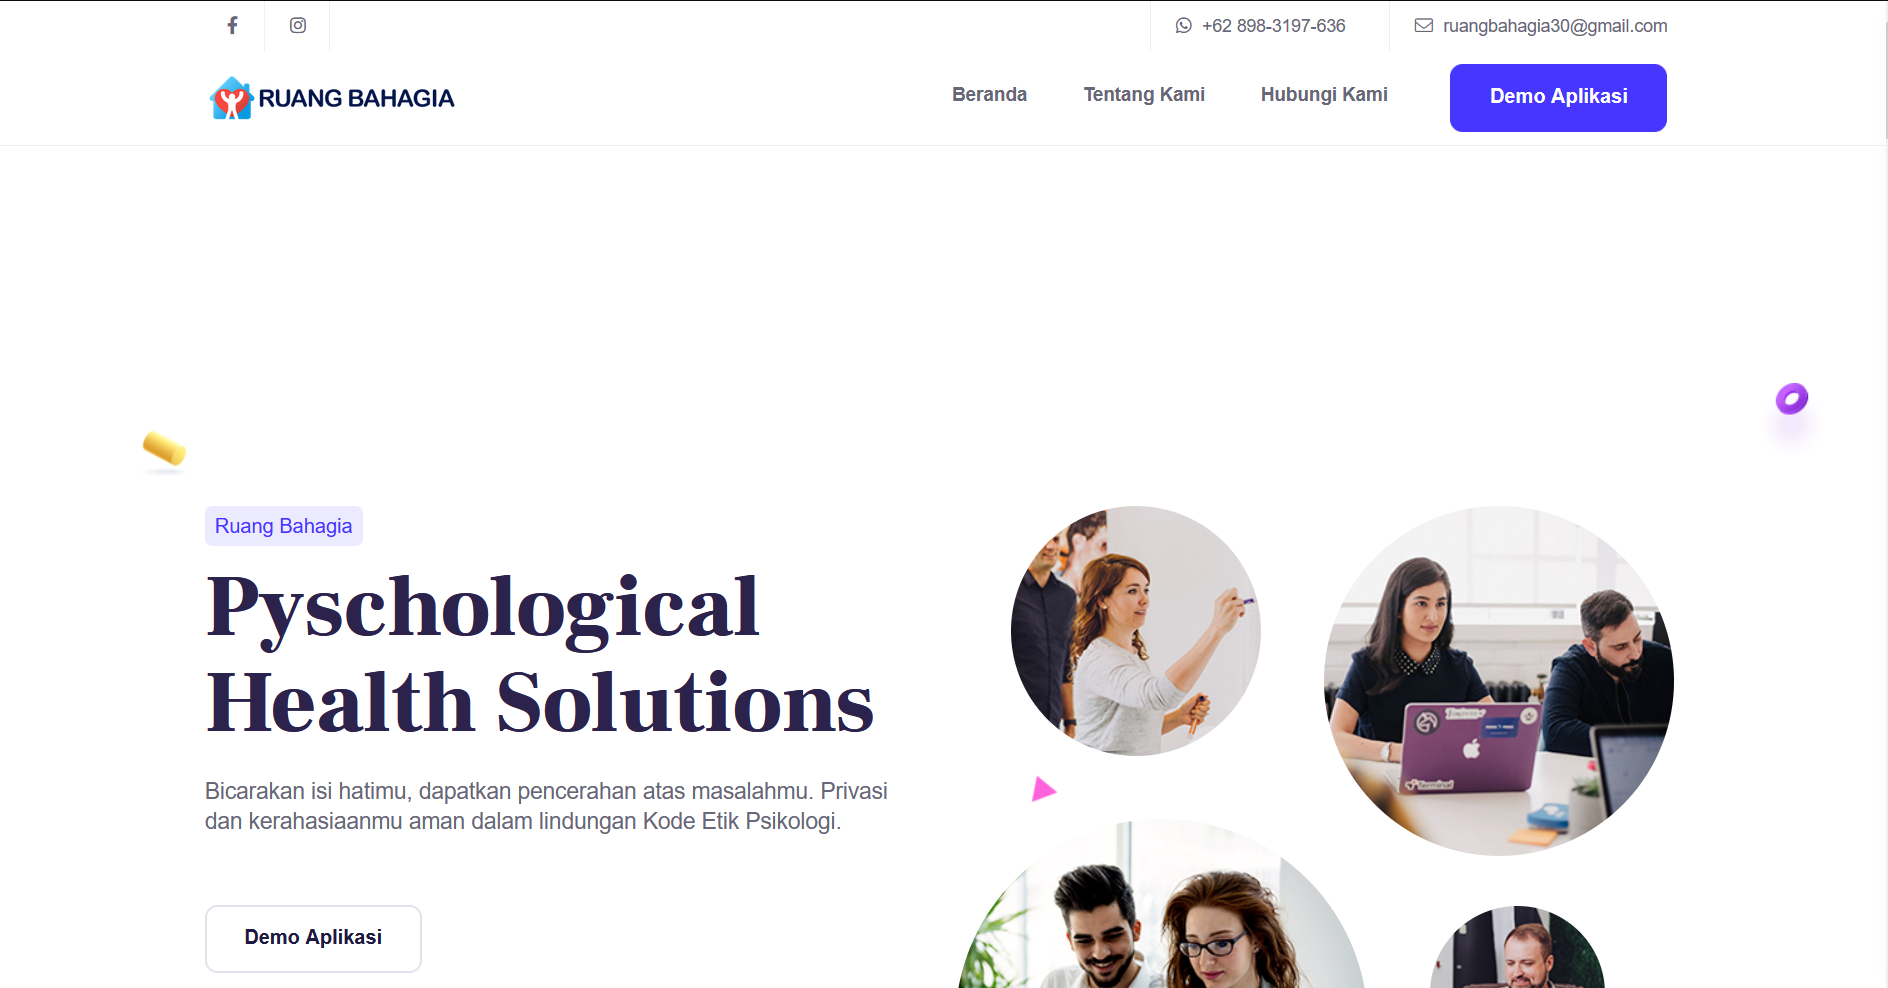 +62 898-3197-636
ruangbahagia30@gmail.com
RUANG BAHAGIA
Beranda
Tentang Kami
Hubungi Kami
Demo Aplikasi
Ruang Bahagia
Pyschological
Health Solutions
Bicarakan isi hatimu, dapatkan pencerahan atas masalahmu. Privasi
dan kerahasiaanmu aman dalam lindungan Kode Etik Psikologi.
Demo Aplikasi
Terminal